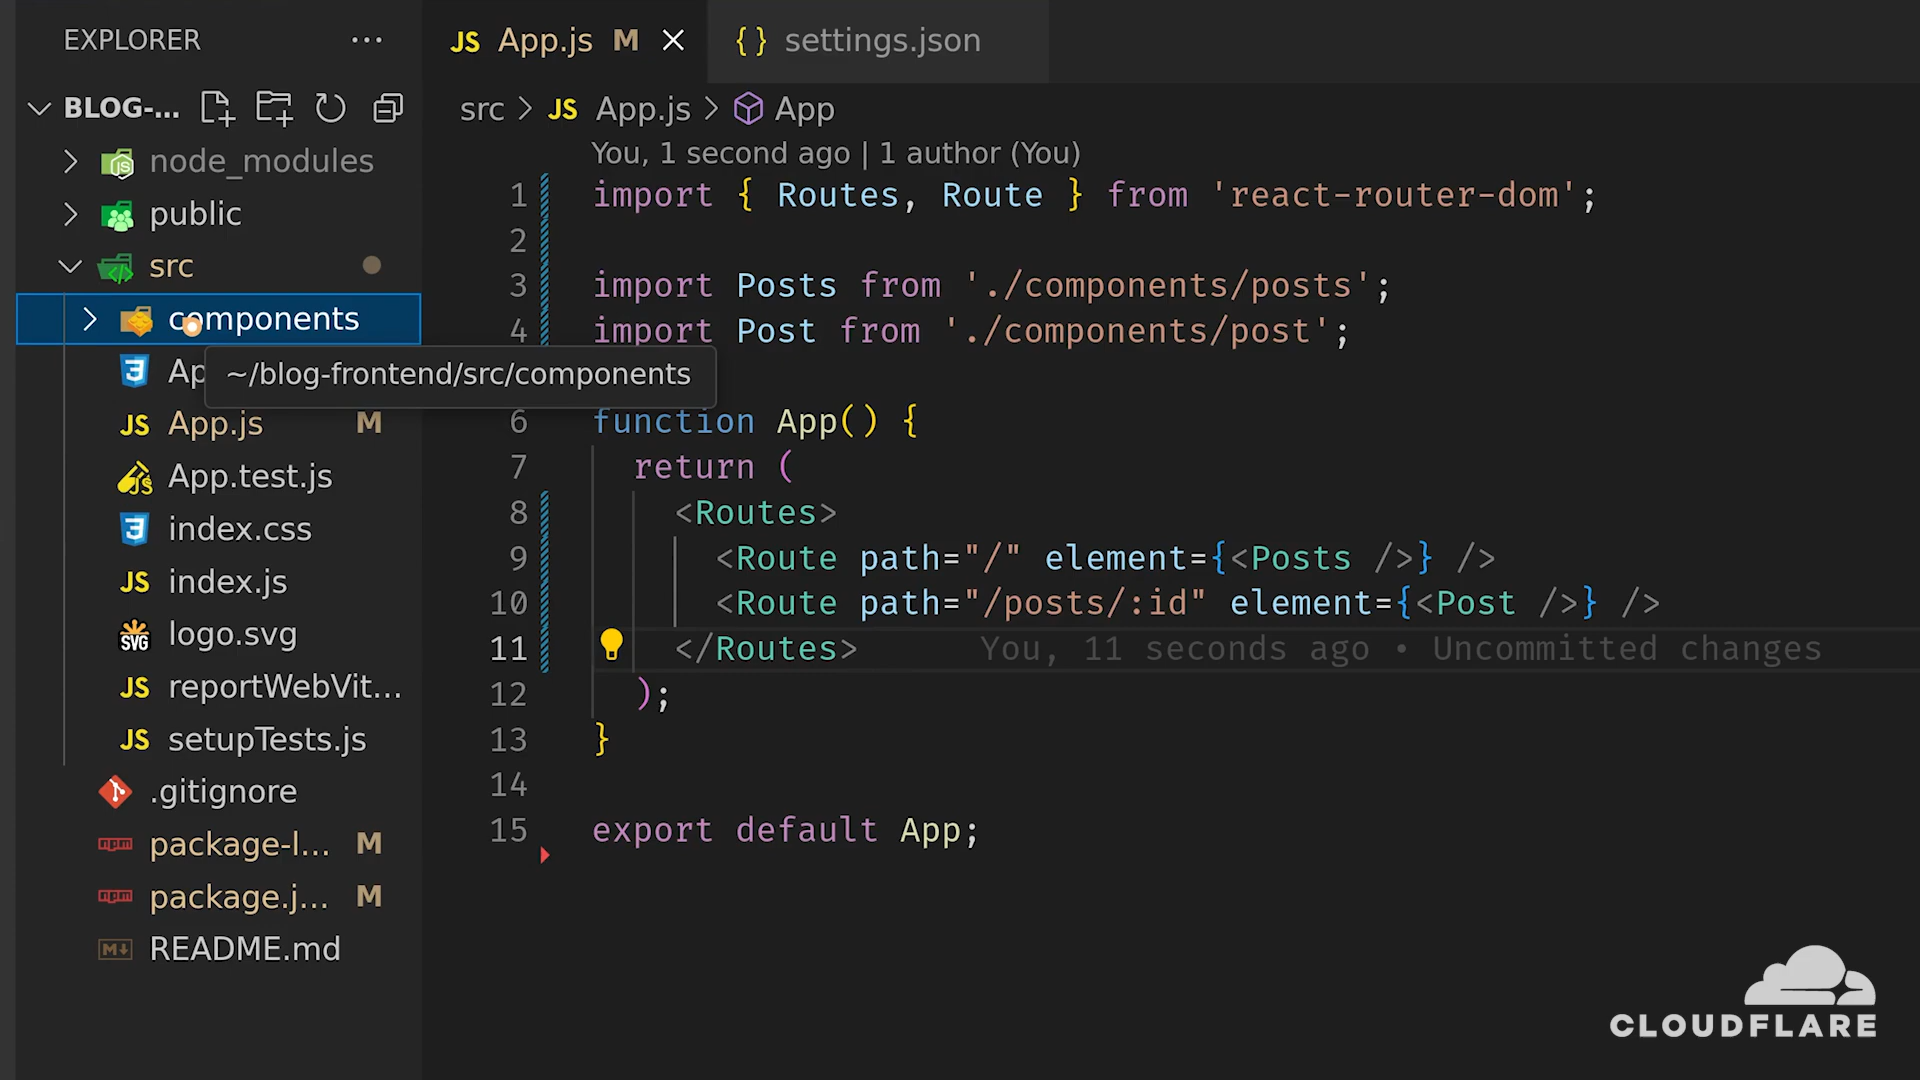 EXPLORER
BLOG-...
node_modules
public
src
components
~/blog-frontend/src/components
JS App.js M
App.test.js
index.css
JS index.js
SVG logo.svg
JS reportWebVit...
JS setupTests.js
.gitignore
npm package-l... M
npm package.j... M
M↓ README.md
JS App.js M
{} settings.json
src > JS App.js > App
You, 1 second ago | 1 author (You)
1 import { Routes, Route } from 'react-router-dom';
2
3 import Posts from './components/posts';
4 import Post from './components/post';
6 function App() {
7 return (
8 <Routes>
9 <Route path="/" element={<Posts />} />
10 <Route path="/posts/:id" element={<Post />} />
11 </Routes> You, 11 seconds ago • Uncommitted changes
12 );
13 }
14
15 export default App;
CLOUDFLARE